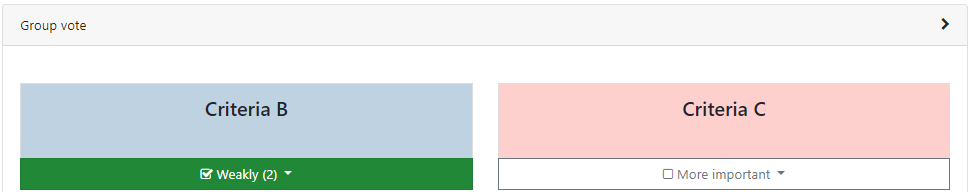 Group vote
Criteria B
Criteria C
Weakly (2)
More important